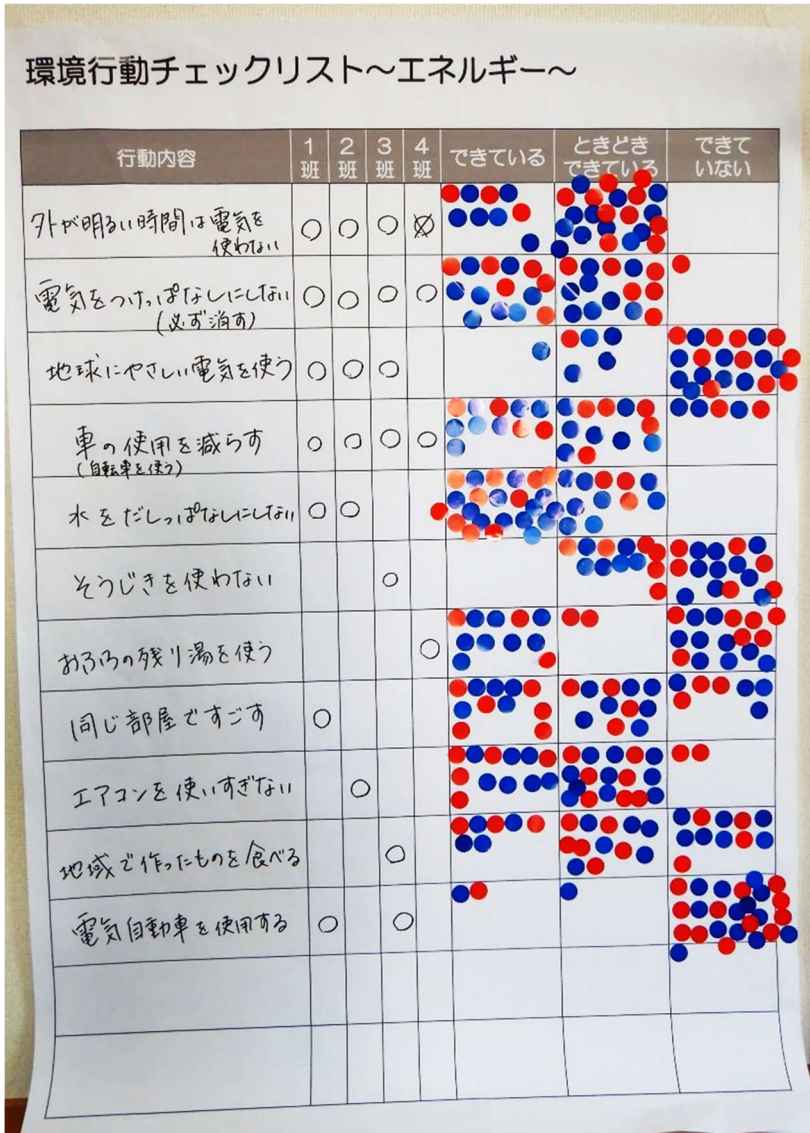 環境行動チェックリスト～エネルギー～
行動内容 1班 2班 3班 4班 できている ときどきできている できていない
外が明るい時間は電気を使わない ○ ○ ○ ○
電気をつけっぱなしにしない ○ ○ ○ ○
(必ず消す)
地球にやさしい電気を使う ○ ○ ○
車の使用を減らす ○ ○ ○ ○
(自転車を使う)
水をだしっぱなしにしない ○ ○
そうじきを使わない ○
おふろの残り湯を使う ○
同じ部屋ですごす ○
エアコンを使いすぎない ○
地域で作ったものを食べる ○
電気自動車を使用する ○ ○